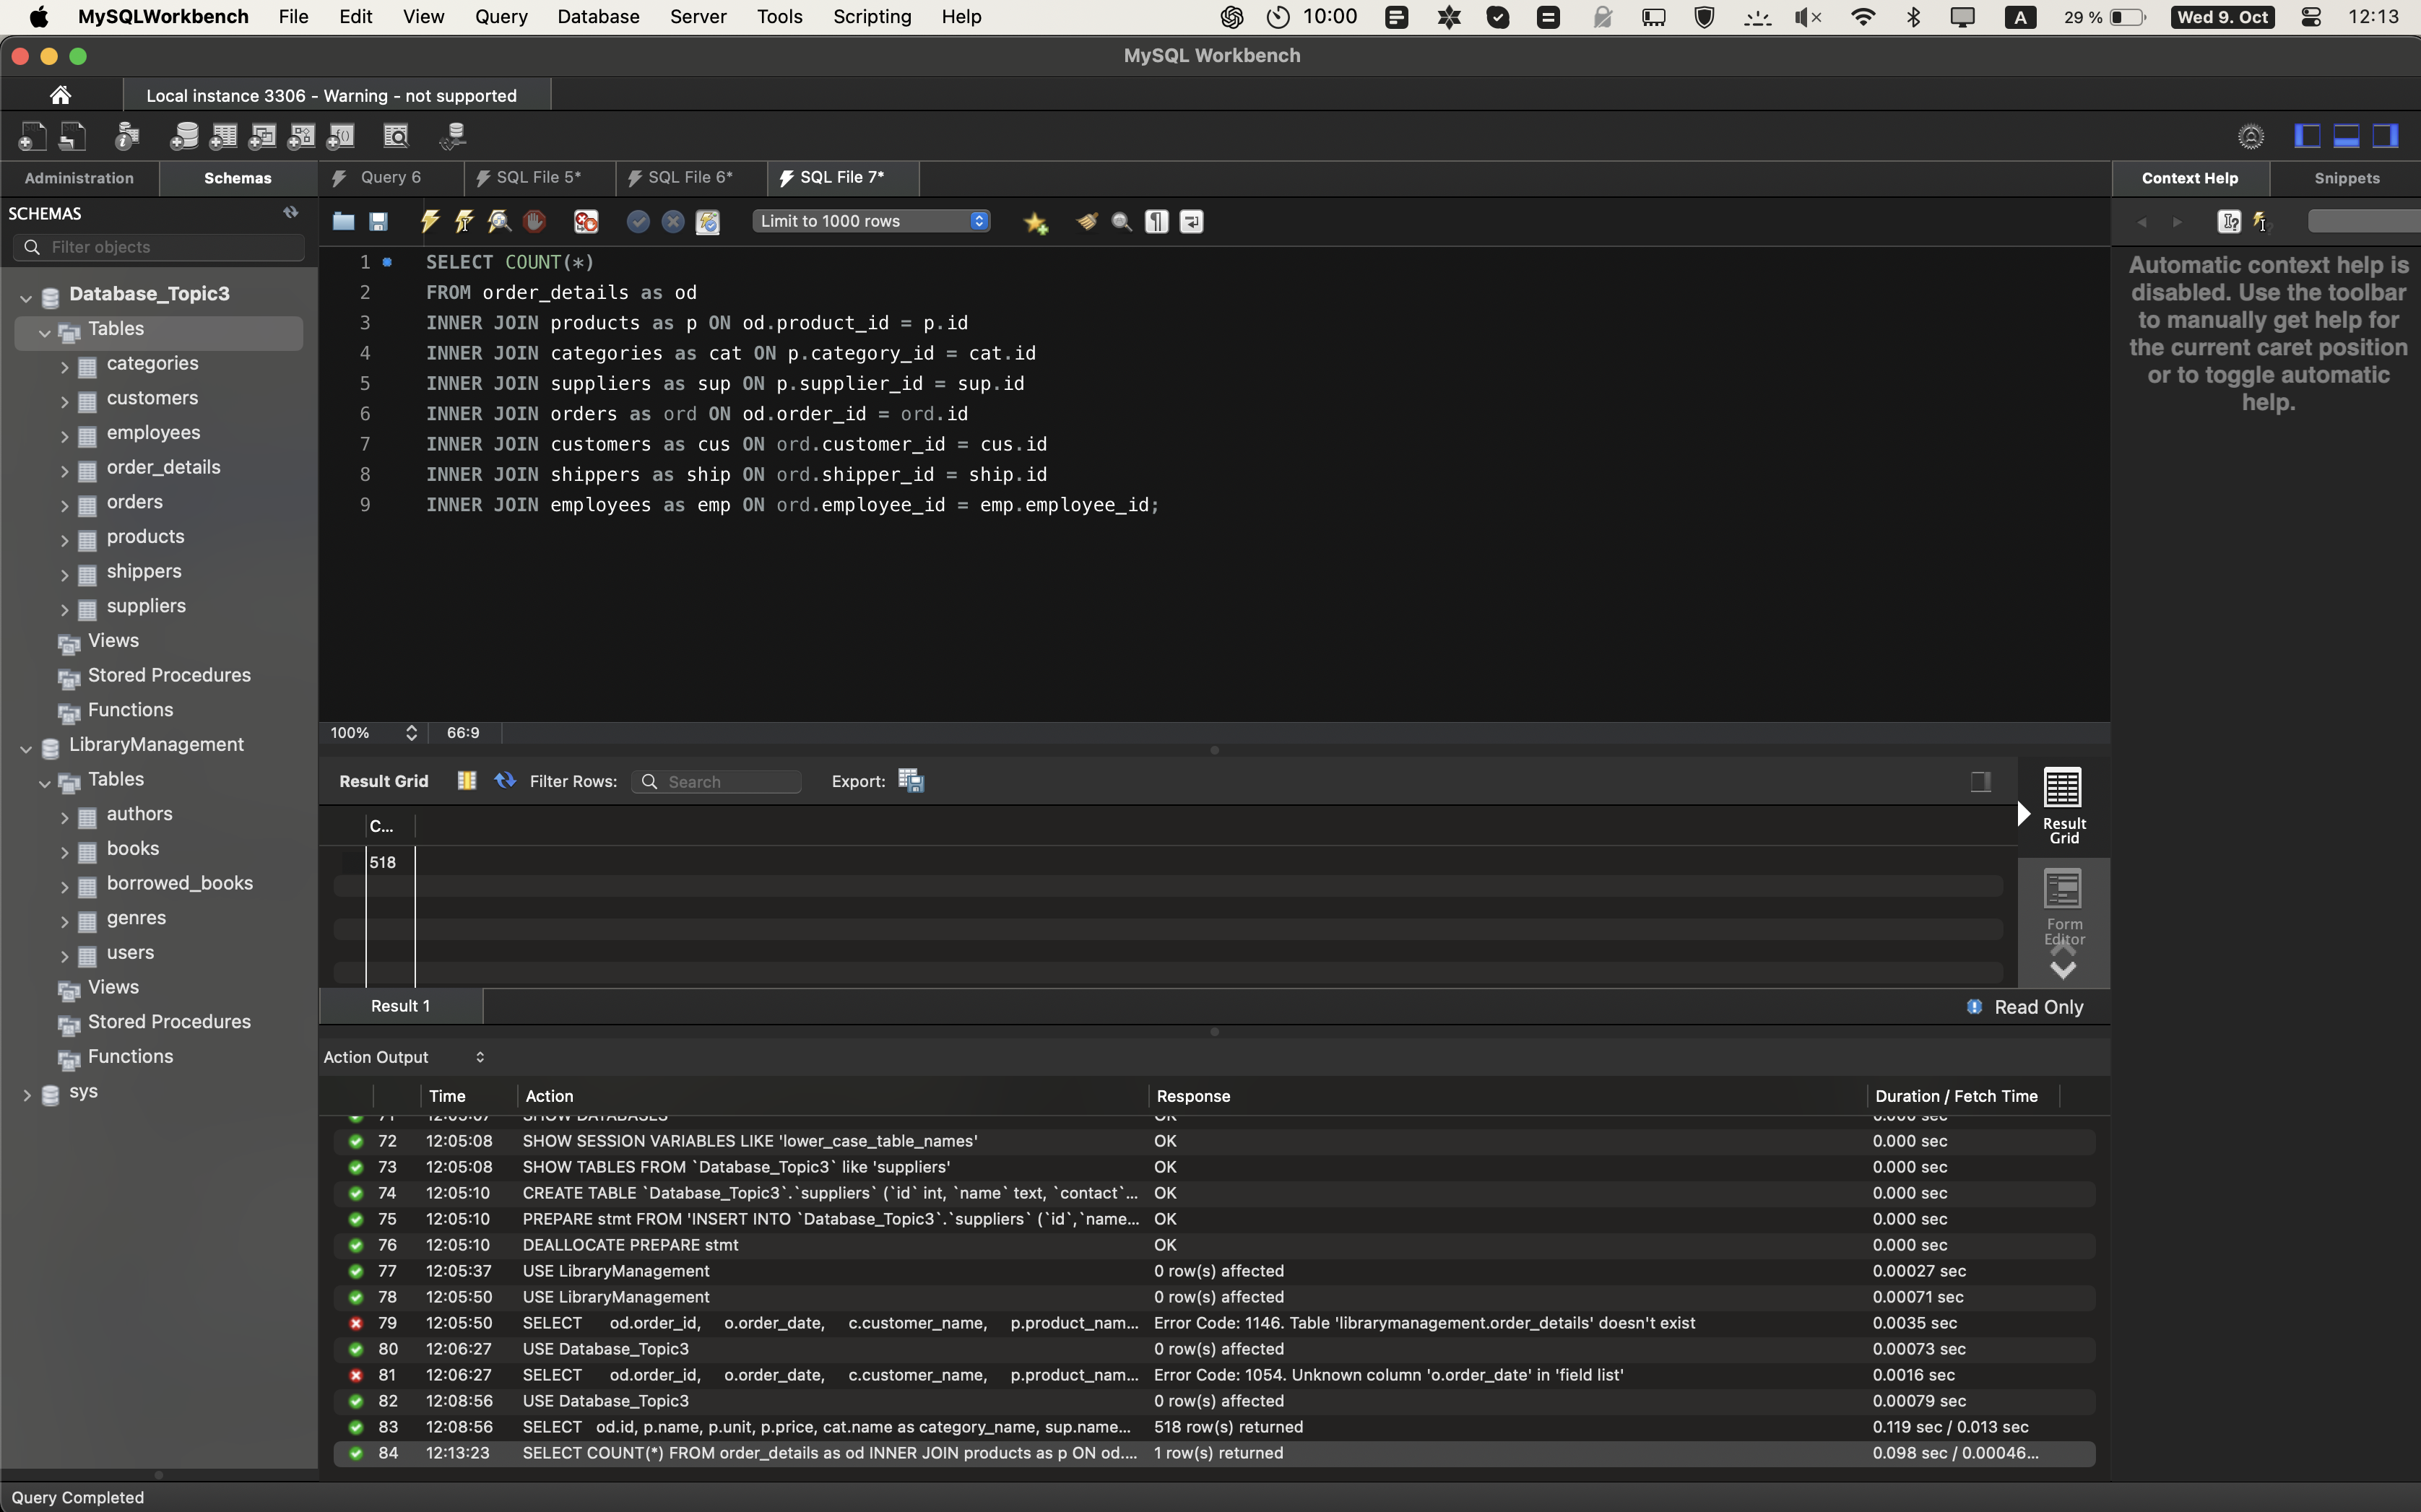 MySQLWorkbench File Edit View Query Database Server Tools Scripting Help 10:00 A 29 % Wed 9. Oct 12:13
MySQL Workbench
Local instance 3306 - Warning - not supported
Administration Schemas
Query 6 SQL File 5* SQL File 6* SQL File 7*
Context Help Snippets
SCHEMAS
Filter objects
Database_Topic3
Tables
categories
customers
employees
order_details
orders
products
shippers
suppliers
Views
Stored Procedures
Functions
LibraryManagement
Tables
authors
books
borrowed_books
genres
users
Views
Stored Procedures
Functions
sys
Limit to 1000 rows
1 SELECT COUNT(*)
2 FROM order_details as od
3 INNER JOIN products as p ON od.product_id = p.id
4 INNER JOIN categories as cat ON p.category_id = cat.id
5 INNER JOIN suppliers as sup ON p.supplier_id = sup.id
6 INNER JOIN orders as ord ON od.order_id = ord.id
7 INNER JOIN customers as cus ON ord.customer_id = cus.id
8 INNER JOIN shippers as ship ON ord.shipper_id = ship.id
9 INNER JOIN employees as emp ON ord.employee_id = emp.employee_id;
Automatic context help is
disabled. Use the toolbar
to manually get help for
the current caret position
or to toggle automatic
help.
100% 66:9
Result Grid Filter Rows: Search Export:
C...
518
Result
Grid
Form
Editor
Result 1
Read Only
Action Output
Time Action Response Duration / Fetch Time
71 12:05:07 SHOW DATABASES OK 0.000 sec
72 12:05:08 SHOW SESSION VARIABLES LIKE 'lower_case_table_names' OK 0.000 sec
73 12:05:08 SHOW TABLES FROM `Database_Topic3` like 'suppliers' OK 0.000 sec
74 12:05:10 CREATE TABLE `Database_Topic3`.`suppliers` (`id` int, `name` text, `contact`... OK 0.000 sec
75 12:05:10 PREPARE stmt FROM 'INSERT INTO `Database_Topic3`.`suppliers` (`id`,`name... OK 0.000 sec
76 12:05:10 DEALLOCATE PREPARE stmt OK 0.000 sec
77 12:05:37 USE LibraryManagement 0 row(s) affected 0.00027 sec
78 12:05:50 USE LibraryManagement 0 row(s) affected 0.00071 sec
79 12:05:50 SELECT od.order_id, o.order_date, c.customer_name, p.product_nam... Error Code: 1146. Table 'librarymanagement.order_details' doesn't exist 0.0035 sec
80 12:06:27 USE Database_Topic3 0 row(s) affected 0.00073 sec
81 12:06:27 SELECT od.order_id, o.order_date, c.customer_name, p.product_nam... Error Code: 1054. Unknown column 'o.order_date' in 'field list' 0.0016 sec
82 12:08:56 USE Database_Topic3 0 row(s) affected 0.00079 sec
83 12:08:56 SELECT od.id, p.name, p.unit, p.price, cat.name as category_name, sup.name... 518 row(s) returned 0.119 sec / 0.013 sec
84 12:13:23 SELECT COUNT(*) FROM order_details as od INNER JOIN products as p ON od.... 1 row(s) returned 0.098 sec / 0.00046...
Query Completed